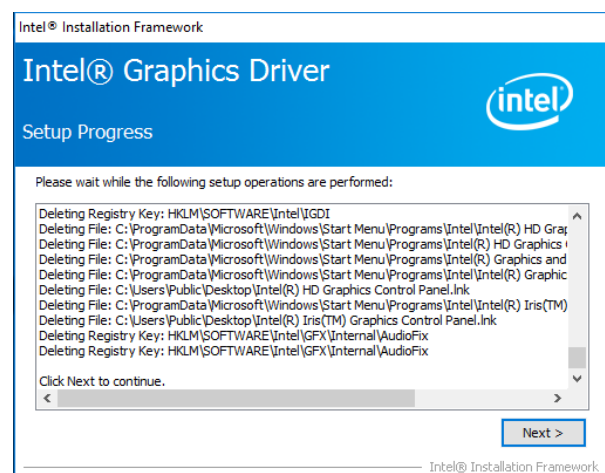 Intel® Installation Framework
Intel® Graphics Driver
intel
Setup Progress
Please wait while the following setup operations are performed:
Deleting Registry Key: HKLM\SOFTWARE\Intel\IGDI
Deleting File: C:\ProgramData\Microsoft\Windows\Start Menu\Programs\Intel\Intel(R) HD Grap
Deleting File: C:\ProgramData\Microsoft\Windows\Start Menu\Programs\Intel(R) HD Graphics
Deleting File: C:\ProgramData\Microsoft\Windows\Start Menu\Programs\Intel(R) Graphics and
Deleting File: C:\ProgramData\Microsoft\Windows\Start Menu\Programs\Intel\Intel(R) Graphic
Deleting File: C:\Users\Public\Desktop\Intel(R) HD Graphics Control Panel.lnk
Deleting File: C:\ProgramData\Microsoft\Windows\Start Menu\Programs\Intel\Intel(R) Iris(TM)
Deleting File: C:\Users\Public\Desktop\Intel(R) Iris(TM) Graphics Control Panel.lnk
Deleting Registry Key: HKLM\SOFTWARE\Intel\GFX\Internal\AudioFix
Deleting Registry Key: HKLM\SOFTWARE\Intel\GFX\Internal\AudioFix
Click Next to continue.
Next >
Intel® Installation Framework